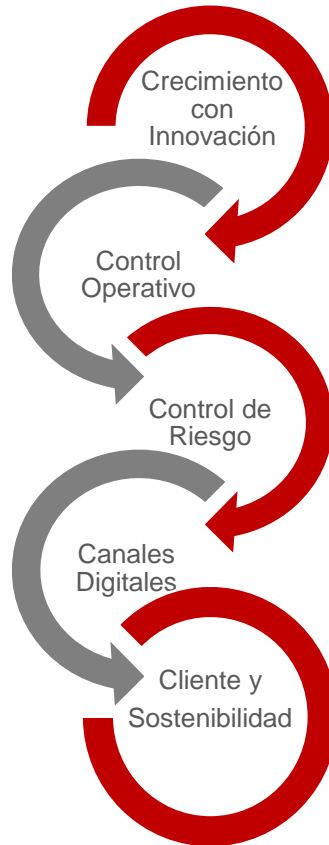 Crecimiento
con
Innovación
Control
Operativo
Control de
Riesgo
Canales
Digitales
Cliente y
Sostenibilidad